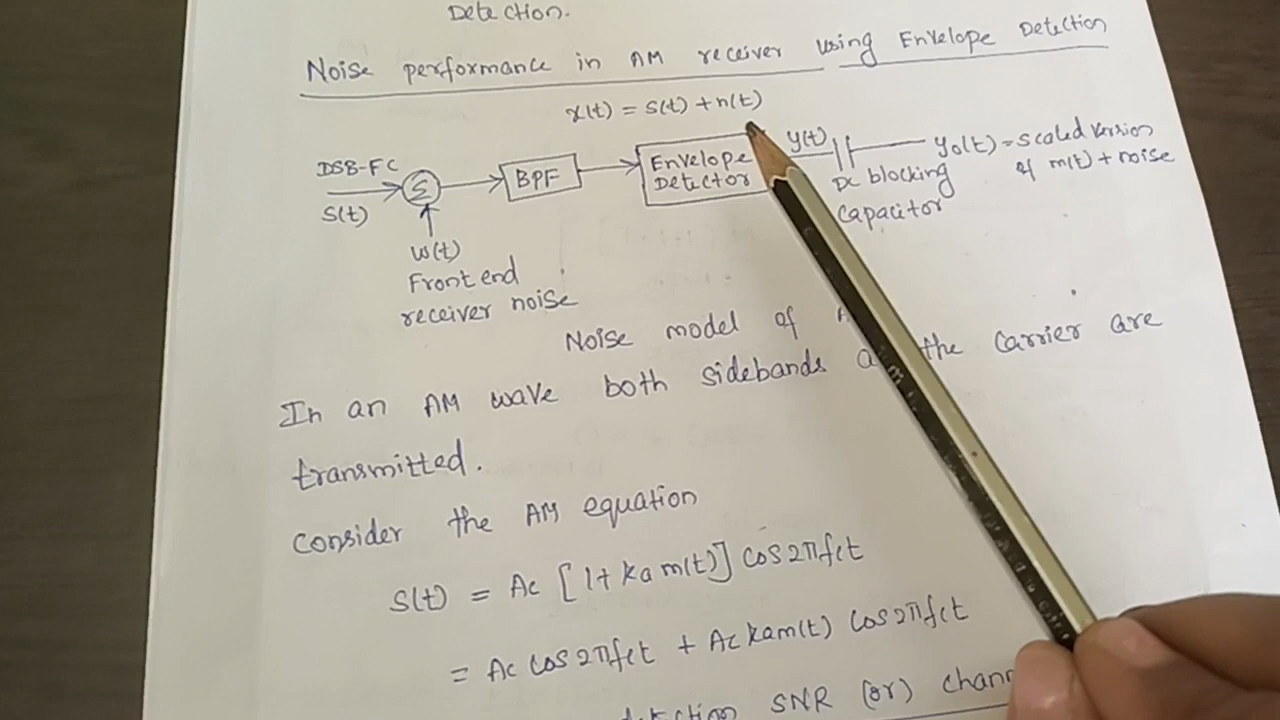 Detection.
Noise performance in AM receiver using Envelope Detection
x(t) = s(t) + n(t)
DSB-FC
s(t)
Σ
BPF
Envelope
Detector
y(t)
DC blocking
capacitor
y0(t) = scaled version
of m(t) + noise
w(t)
Front end
receiver noise
Noise model of
In an AM wave both sidebands the carrier are
transmitted.
Consider the AM equation
s(t) = Ac [1 + ka m(t)] cos 2πfct
= Ac cos 2πfct + Ac ka m(t) cos 2πfct
SNR (or)